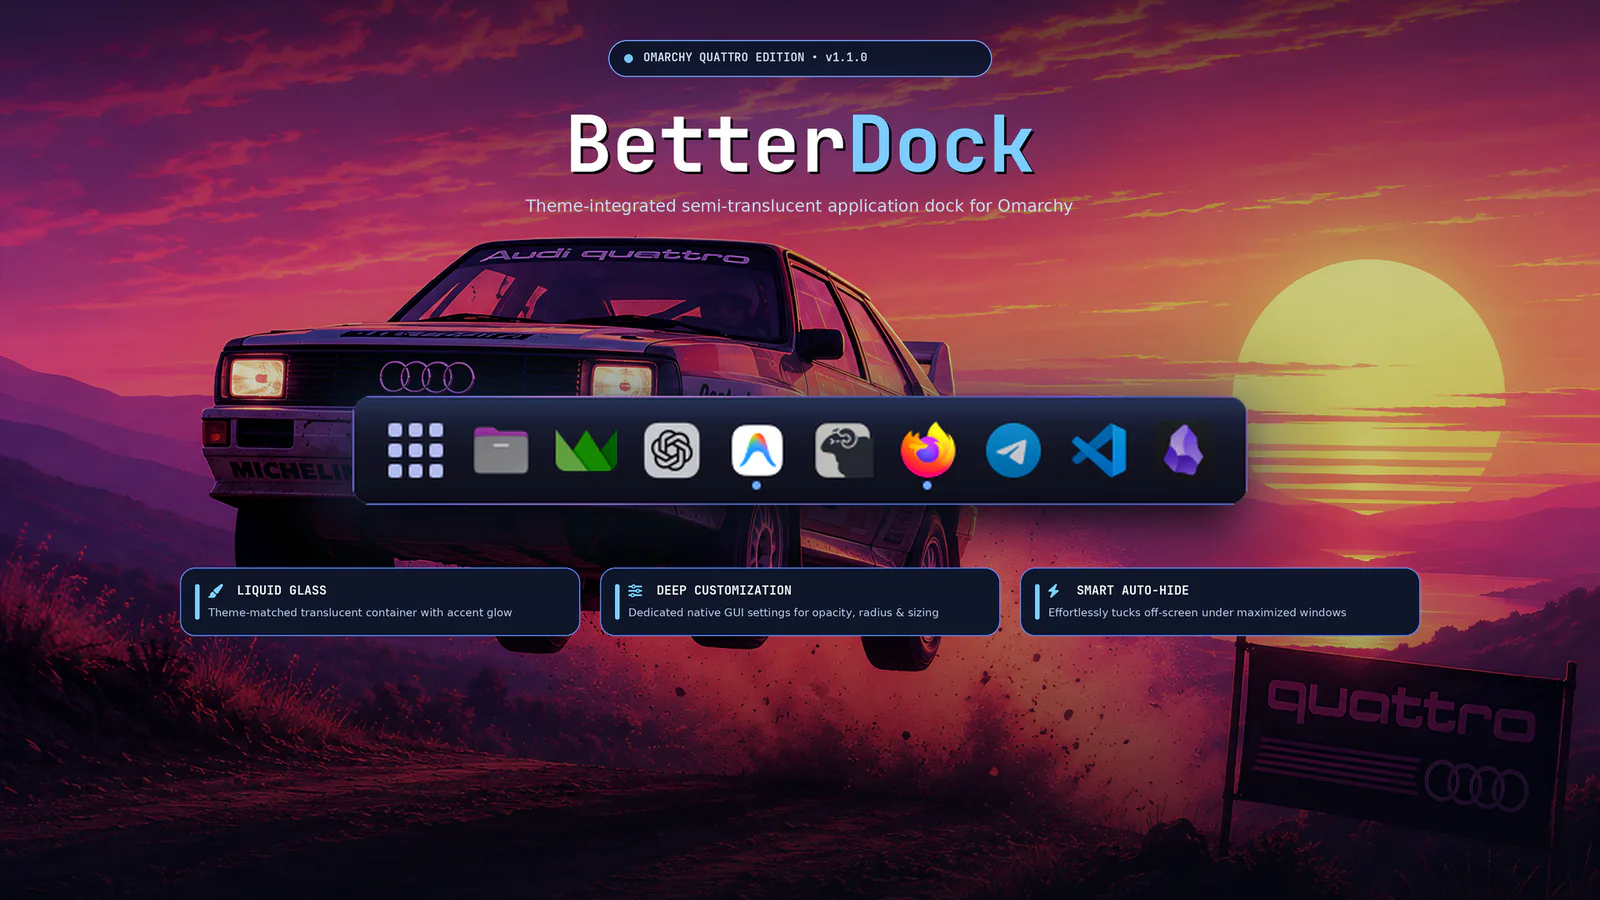 OMARCHY QUATTRO EDITION • v1.1.0
BetterDock
Theme-integrated semi-translucent application dock for Omarchy
Audi quattro
MICHELIN
LIQUID GLASS
Theme-matched translucent container with accent glow
DEEP CUSTOMIZATION
Dedicated native GUI settings for opacity, radius & sizing
SMART AUTO-HIDE
Effortlessly tucks off-screen under maximized windows
quattro